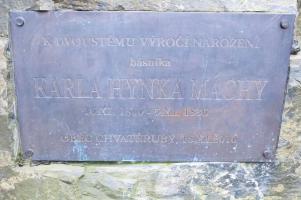 K DVOUSTÉMU VÝROČÍ NAROZENÍ
básníka
KARLA HYNKA MÁCHY
OBEC CHVATĚRUBY,